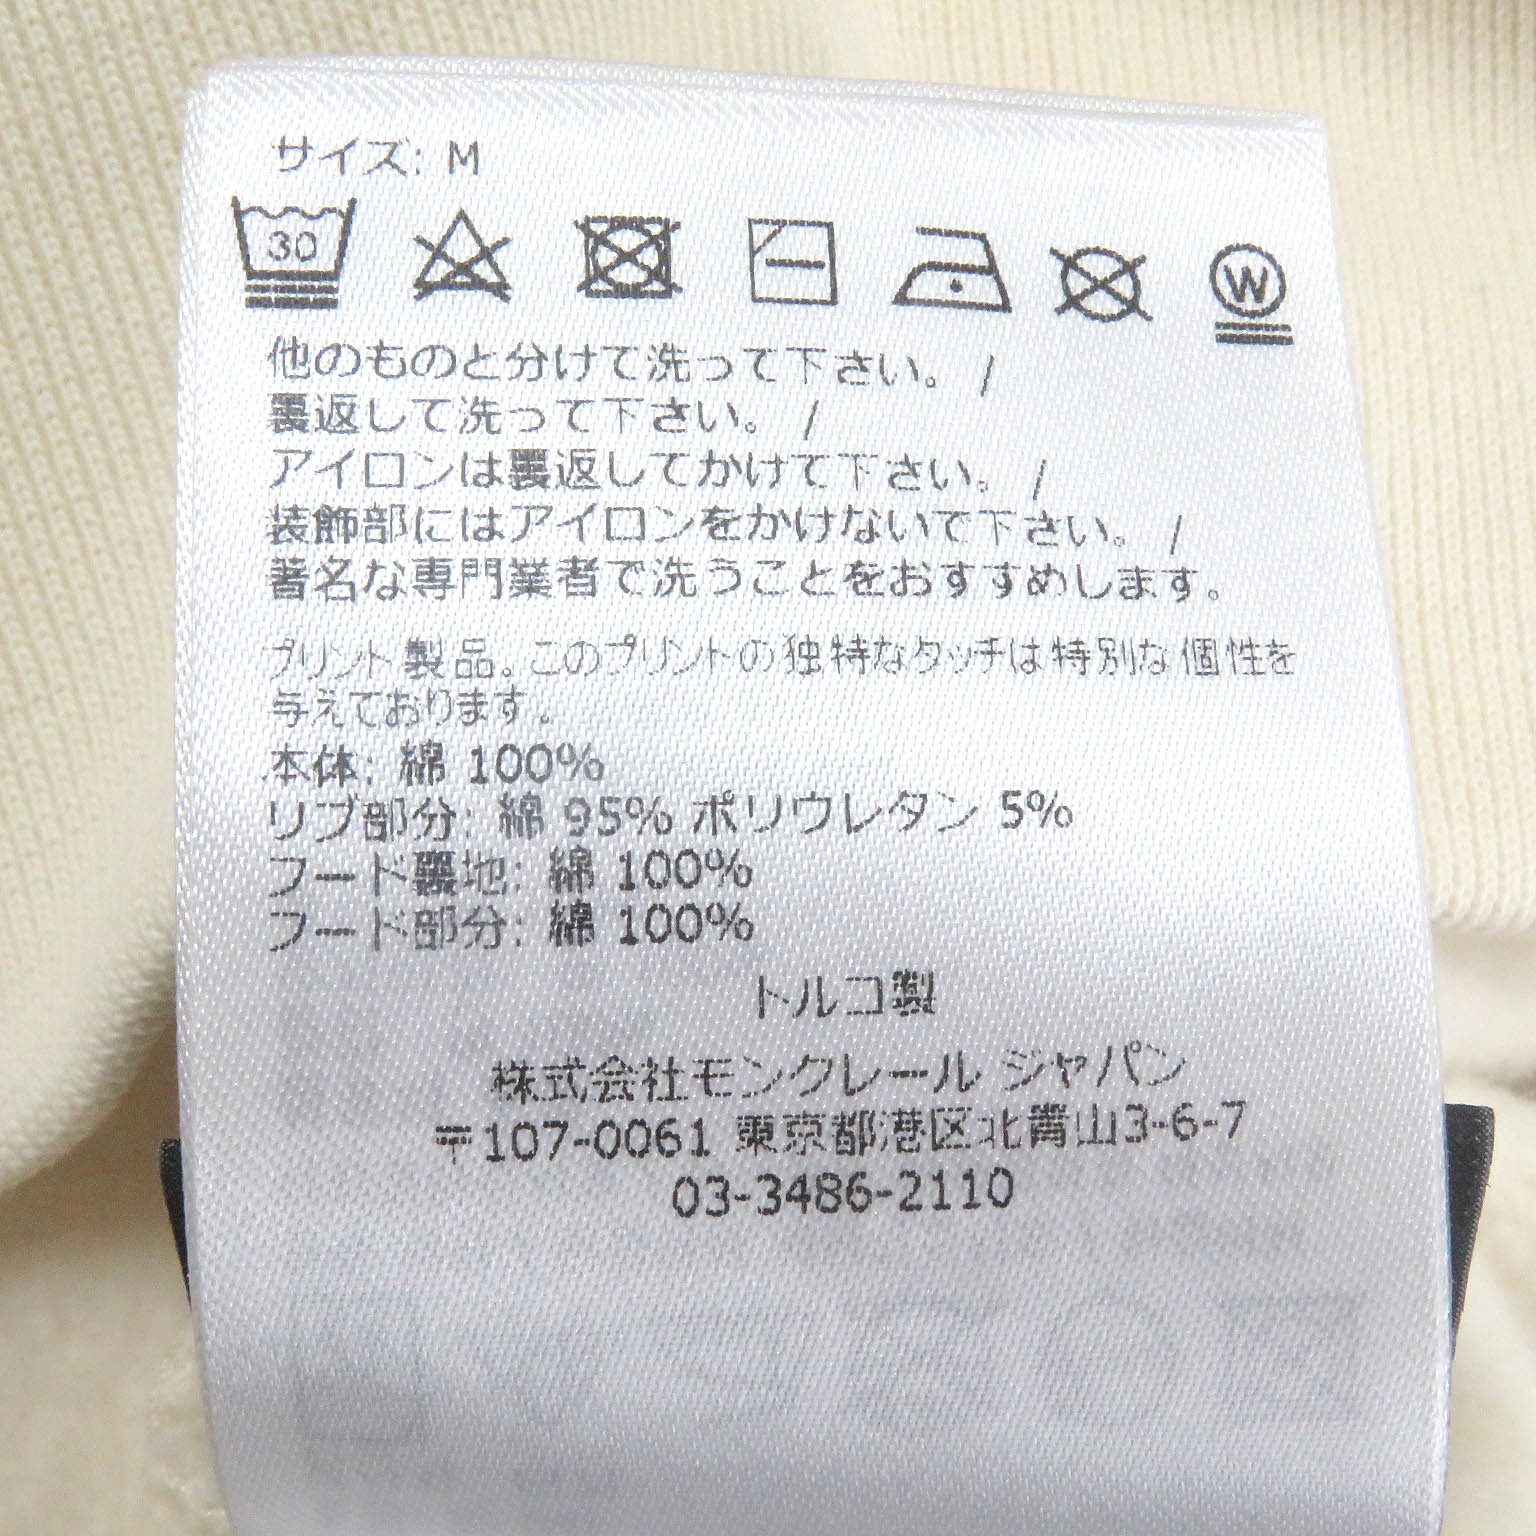 サイズ: M
30 W
他のものと分けて洗って下さい。 /
裏返して洗って下さい。 /
アイロンは裏返してかけて下さい。 /
装飾部にはアイロンをかけないで下さい。 /
著名な専門業者で洗うことをおすすめします。
プリント製品。このプリントの独特なタッチは特別な個性を
与えております。
本体: 綿 100%
リブ部分: 綿 95% ポリウレタン 5%
フード裏地: 綿 100%
フード部分: 綿 100%
トルコ製
株式会社モンクレール ジャパン
〒107-0061 東京都港区北青山3-6-7
03-3486-2110